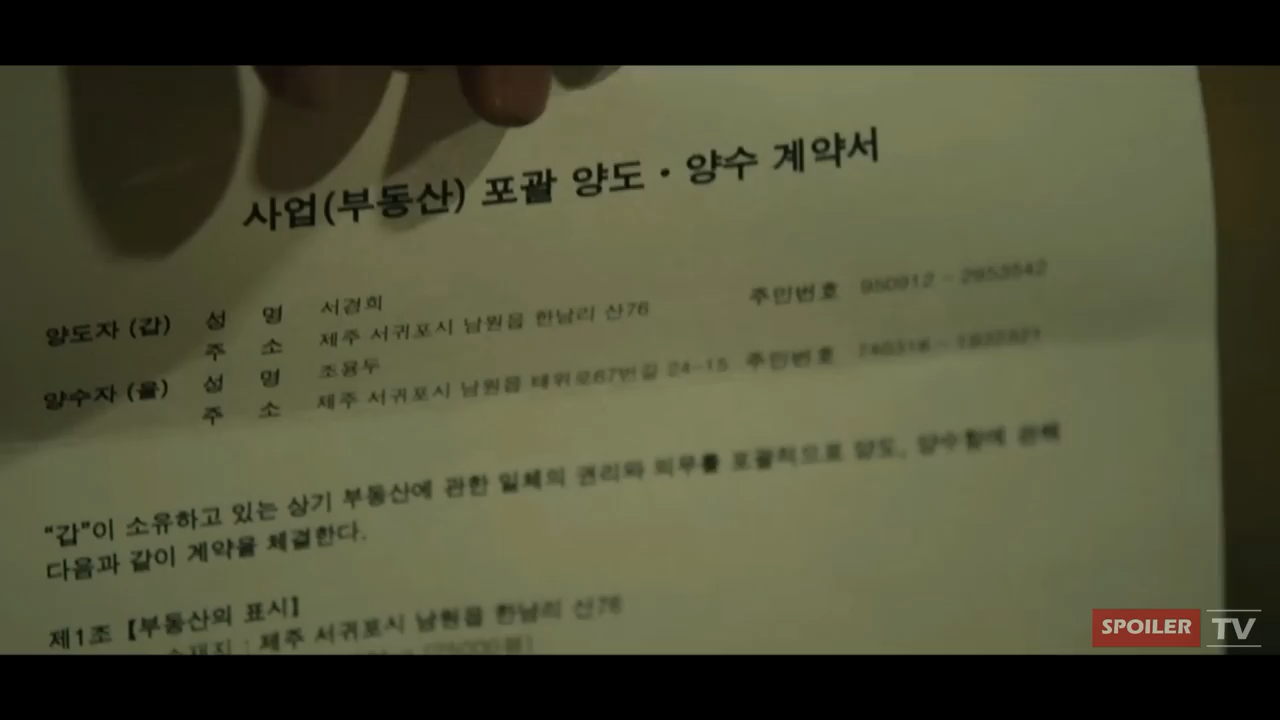 사업(부동산) 포괄 양도 · 양수 계약서
양도자 (갑) 성 명 서경희
주 소 제주 서귀포시 남원읍 한남리 산76 주민번호 950912 - 2953542
양수자 (을) 성 명 조용두
주 소 제주 서귀포시 남원읍 태위로67번길 24-15 주민번호
“갑”이 소유하고 있는 상기 부동산에 관한 일체의 권리와 의무를 포괄적으로 양도, 양수함에 관해
다음과 같이 계약을 체결한다.
제1조 【부동산의 표시】
소재지 : 제주 서귀포시 남원읍 한남리 산76
SPOILER TV